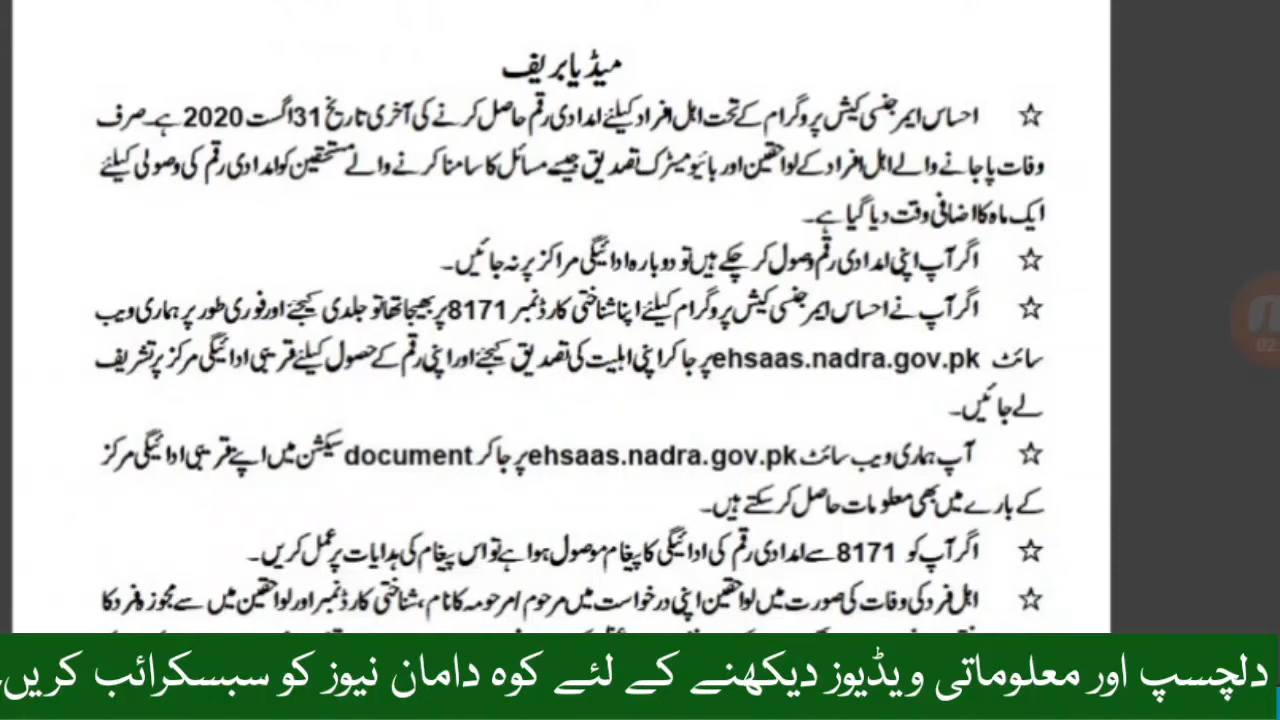 میڈیا بریف
☆ احساس ایمرجنسی کیش پروگرام کے تحت اہل افراد کیلئے امدادی رقم حاصل کرنے کی آخری تاریخ 31 اگست 2020 ہے۔ صرف
وفات پا جانے والے اہل افراد کے لواحقین اور بائیو میٹرک تصدیق جیسے مسائل کا سامنا کرنے والے مستحقین کو امدادی رقم کی وصولی کیلئے
ایک ماہ کا اضافی وقت دیا گیا ہے۔
☆ اگر آپ اپنی امدادی رقم وصول کر چکے ہیں تو دوبارہ ادائیگی مراکز پر نہ جائیں۔
☆ اگر آپ نے احساس ایمرجنسی کیش پروگرام کیلئے اپنا شناختی کارڈ نمبر 8171 پر بھیجا تھا تو جلدی کیجئے اور فوری طور پر ہماری ویب
سائٹ ehsaas.nadra.gov.pk پر جا کر اپنی اہلیت کی تصدیق کیجئے اور اپنی رقم کے حصول کیلئے قریبی ادائیگی مرکز پر تشریف
لے جائیں۔
☆ آپ ہماری ویب سائٹ ehsaas.nadra.gov.pk پر جا کر document سیکشن میں اپنے قریبی ادائیگی مرکز
کے بارے میں بھی معلومات حاصل کر سکتے ہیں۔
☆ اگر آپ کو 8171 سے امدادی رقم کی ادائیگی کا پیغام موصول ہوا ہے تو اس پیغام کی ہدایات پر عمل کریں۔
☆ اہل فرد کی وفات کی صورت میں لواحقین اپنی درخواست میں مرحوم/مرحومہ کا نام، شناختی کارڈ نمبر اور لواحقین میں سے مجوزہ فرد کا
دلچسپ اور معلوماتی ویڈیوز دیکھنے کے لئے کوہ دامان نیوز کو سبسکرائب کریں۔